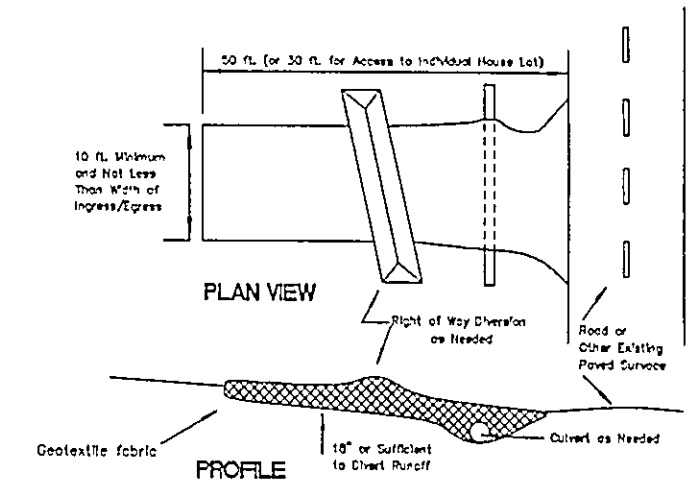 50 ft. (or 30 ft. for Access to Individual House Lot)
10 ft. Minimum
and Not Less
Than Width of
Ingress/Egress
PLAN VIEW
Right of Way Diversion
as Needed
Road or
Other Existing
Paved Surface
Geotextile fabric
18" or Sufficient
to Divert Runoff
Culvert as Needed
PROFILE